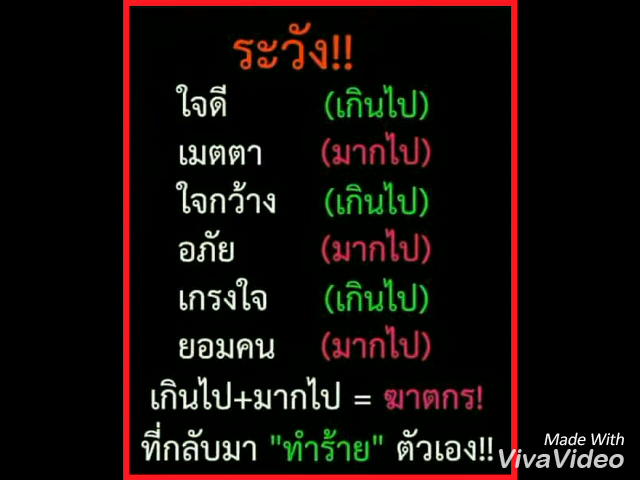 ระวัง!!
ใจดี (เกินไป)
เมตตา (มากไป)
ใจกว้าง (เกินไป)
อภัย (มากไป)
เกรงใจ (เกินไป)
ยอมคน (มากไป)
เกินไป+มากไป = ฆาตกร!
ที่กลับมา "ทำร้าย" ตัวเอง!!
Made With
VivaVideo